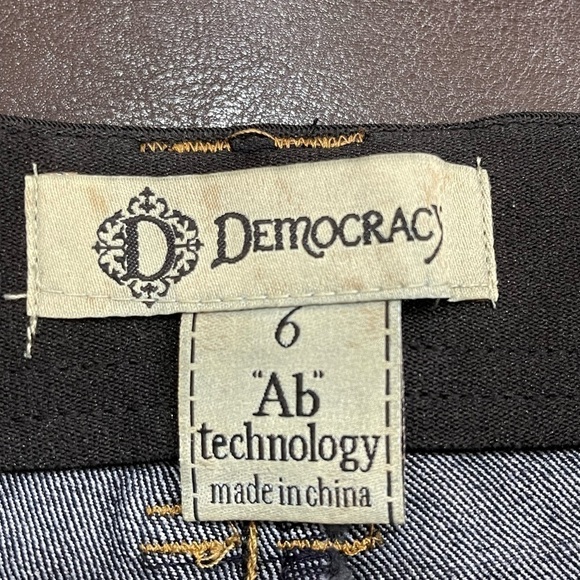 D DEMOCRACY
6
"Ab"
technology
made in china